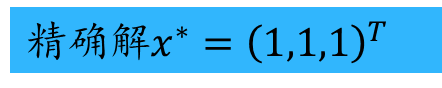 精确解x* = (1,1,1)ᵀ